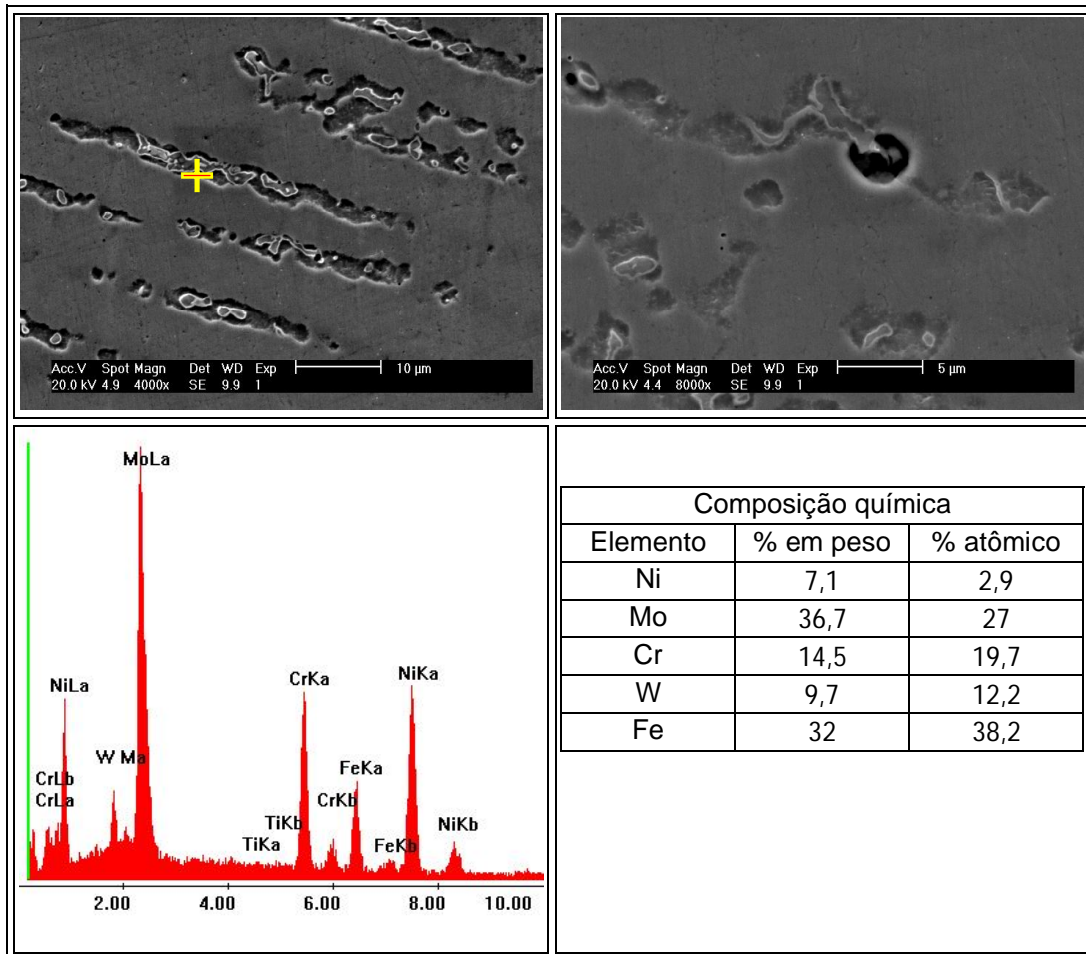 Acc.V Spot Magn Det WD Exp 10 µm
20.0 kV 4.9 4000x SE 9.9 1
Acc.V Spot Magn Det WD Exp 5 µm
20.0 kV 4.4 8000x SE 9.9 1
MoLa
NiLa
CrKa
NiKa
W Ma
FeKa
CrLb
CrLa
CrKb
TiKb
NiKb
TiKa
FeKb
2.00 4.00 6.00 8.00 10.00
Composição química
Elemento % em peso % atômico
Ni 7,1 2,9
Mo 36,7 27
Cr 14,5 19,7
W 9,7 12,2
Fe 32 38,2